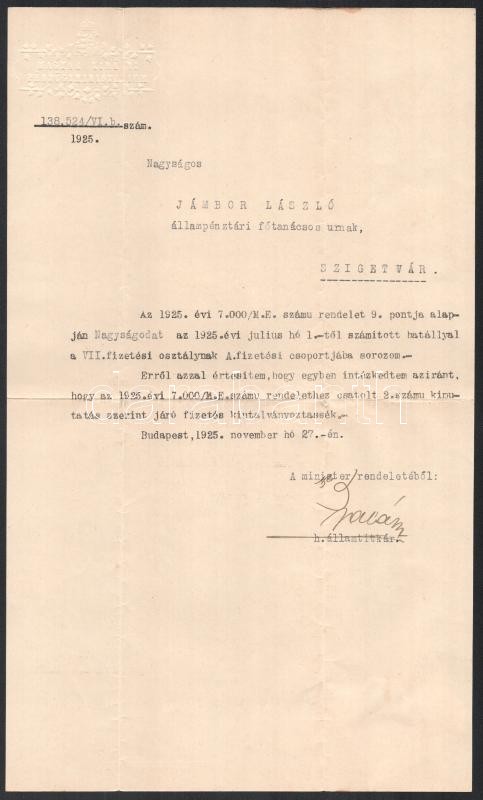 138.524/VI.b. szám.
1925.
Nagyságos
JÁMBOR LÁSZLÓ
állampénztári főtanácsos urnak,
SZIGETVÁR.
Az 1925. évi 7.000/M.E. számu rendelet 9. pontja alap-
ján Nagyságodat az 1925.évi julius hó 1.-től számitott hatállyal
a VII.fizetési osztálynak A.fizetési csoportjába sorozom.-
Erről azzal értesitem,hogy egyben intézkedtem aziránt,
hogy az 1925.évi 7.000/M.E.számu rendelethez csatolt 2.számu kimu-
tatás szerint járó fizetés kiutalványoztassék.-
Budapest,1925. november hó 27.-én.
A minister rendeletéből:
h.államtitkár.